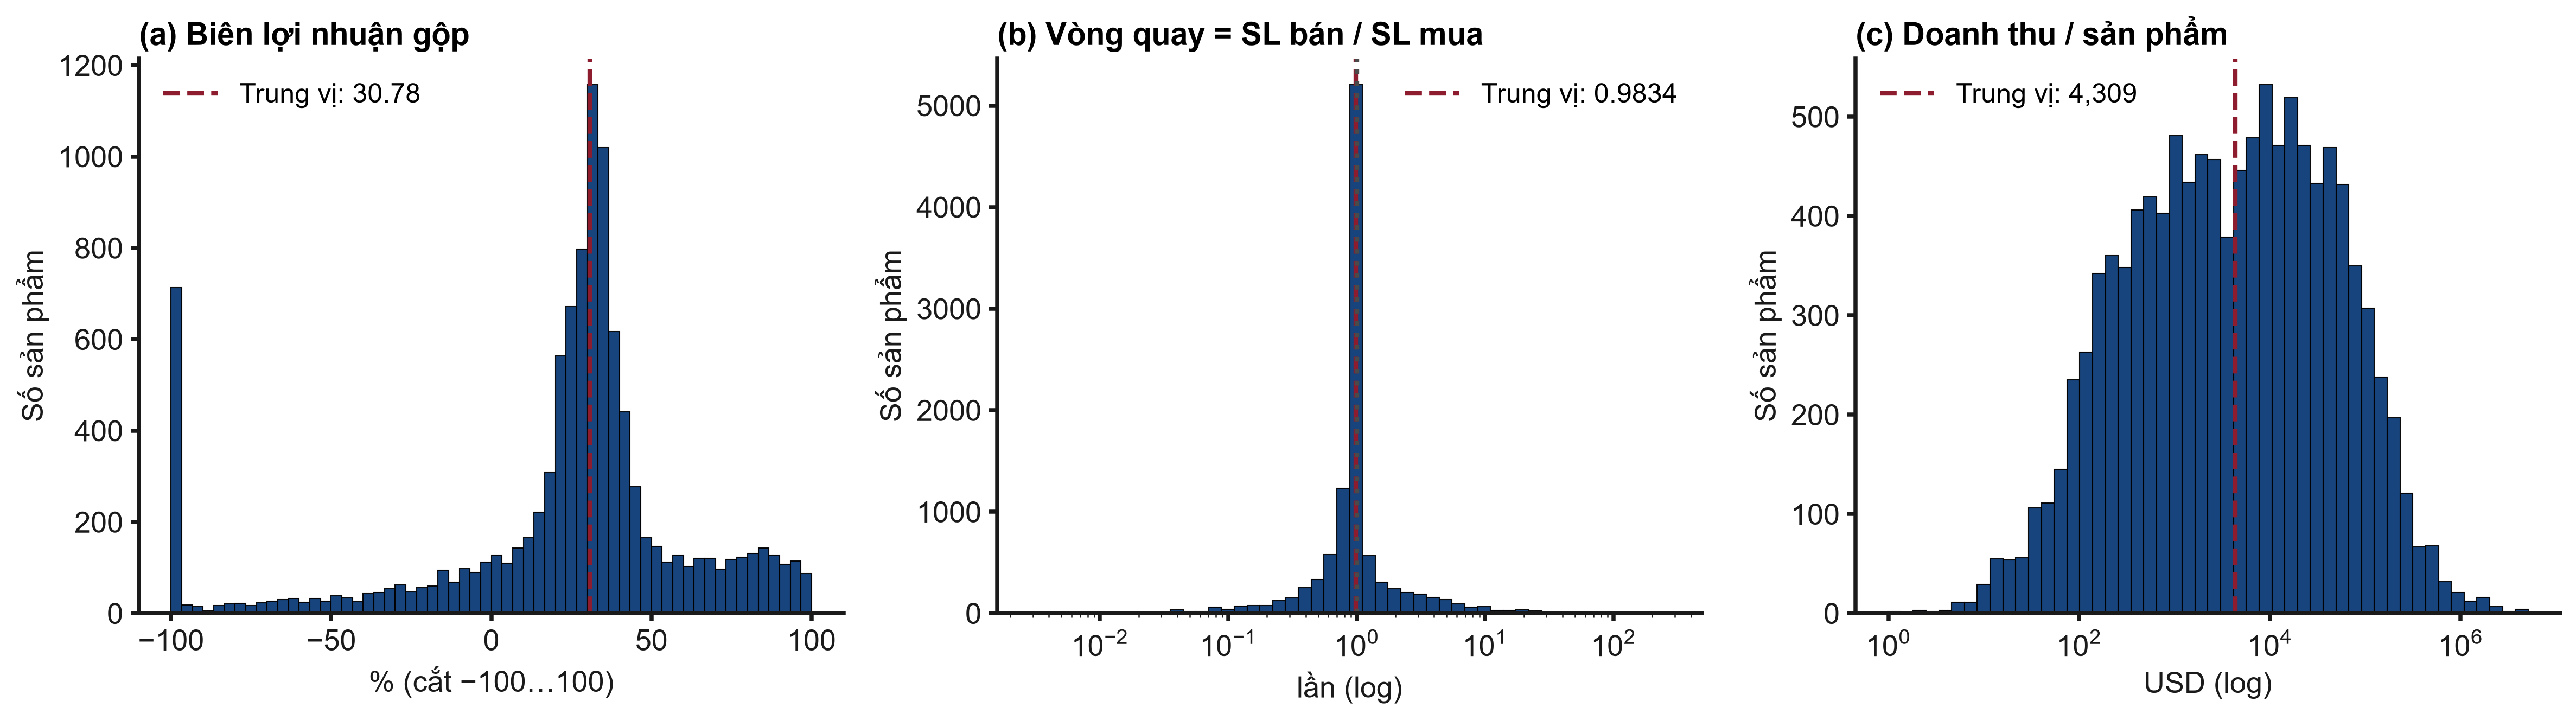 (a) Biên lợi nhuận gộp
Trung vị: 30.78
Số sản phẩm
1200
1000
800
600
400
200
0
−100
−50
0
50
100
% (cắt −100…100)
(b) Vòng quay = SL bán / SL mua
Trung vị: 0.9834
Số sản phẩm
5000
4000
3000
2000
1000
0
10⁻²
10⁻¹
10⁰
10¹
10²
lần (log)
(c) Doanh thu / sản phẩm
Trung vị: 4,309
Số sản phẩm
500
400
300
200
100
0
10⁰
10²
10⁴
10⁶
USD (log)